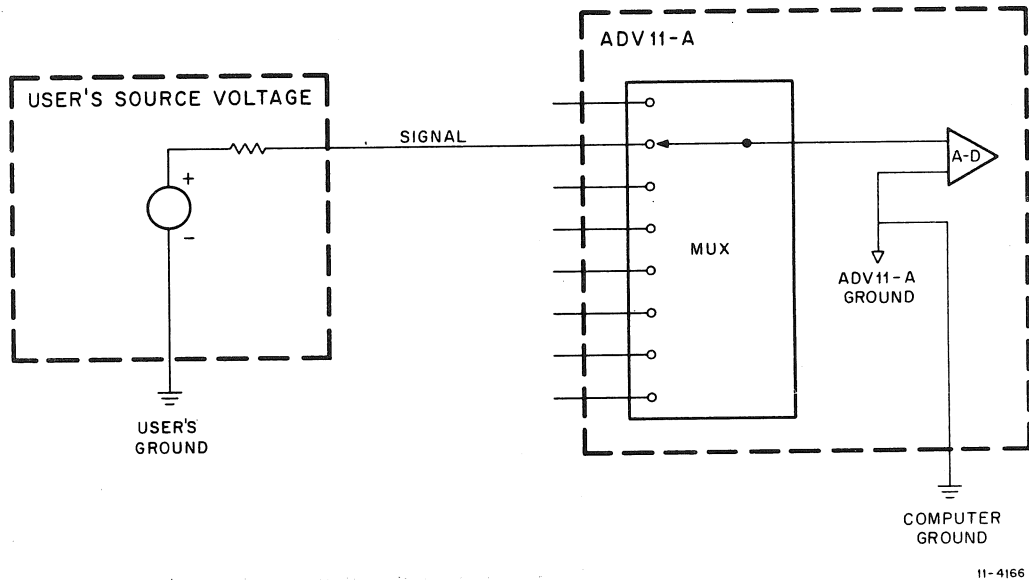 ADV11-A
USER'S SOURCE VOLTAGE
SIGNAL
+
-
A-D
MUX
ADV11-A
GROUND
USER'S
GROUND
COMPUTER
GROUND
11-4166